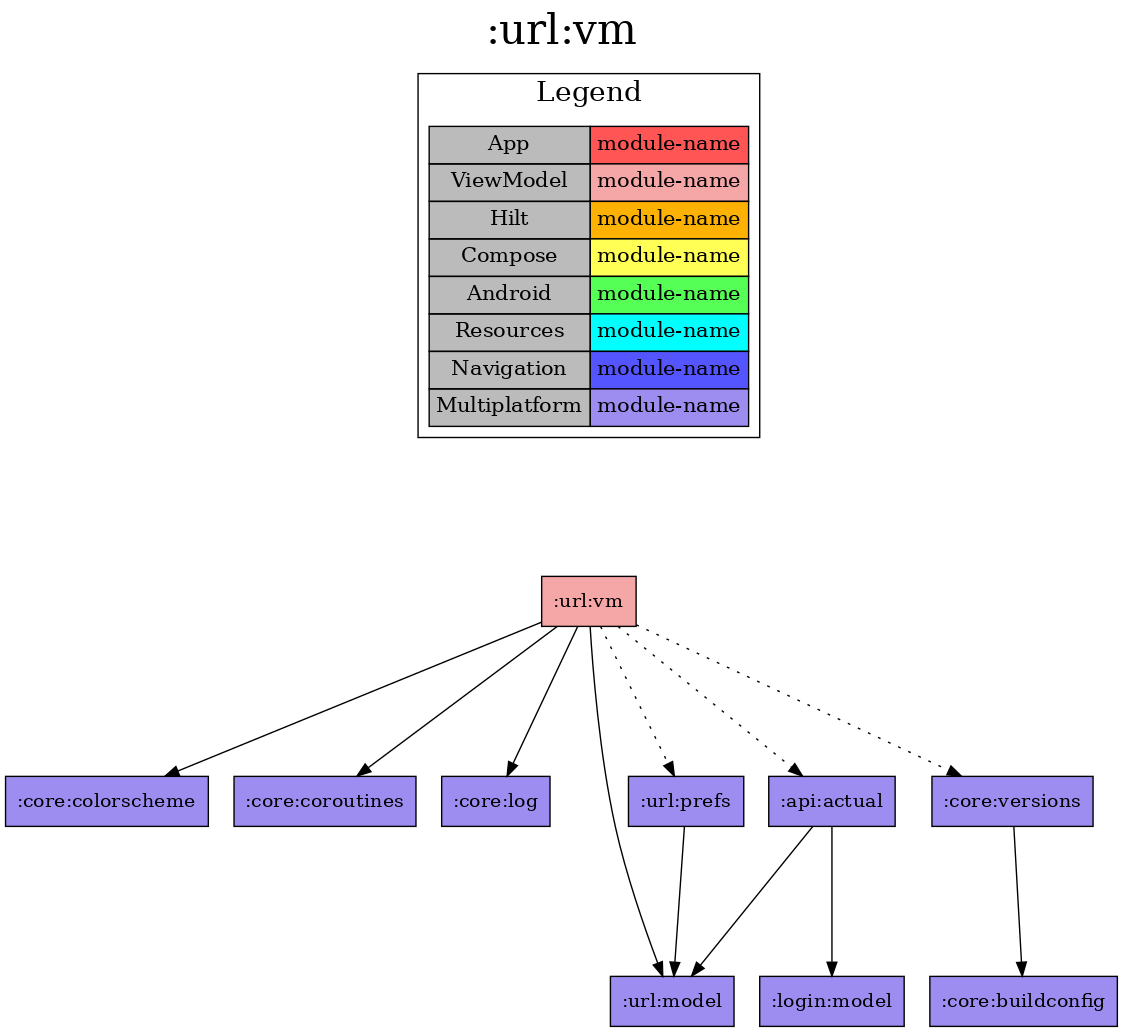 :url:vm
Legend
App module-name
ViewModel module-name
Hilt module-name
Compose module-name
Android module-name
Resources module-name
Navigation module-name
Multiplatform module-name
:url:vm
:core:colorscheme :core:coroutines :core:log :url:prefs :api:actual :core:versions
:url:model :login:model :core:buildconfig